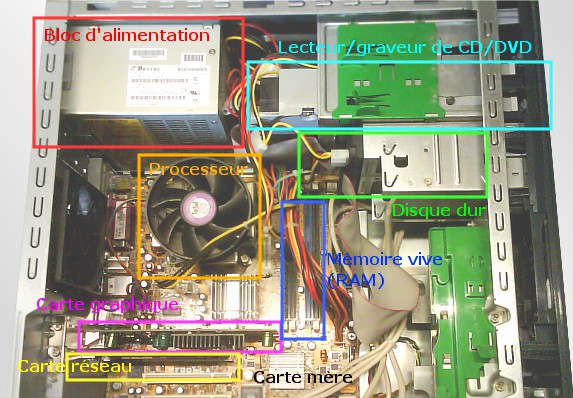 Bloc d'alimentation
Lecteur/graveur de CD/DVD
Processeur
Disque dur
Mémoire vive
(RAM)
Carte graphique
Carte réseau
Carte mère